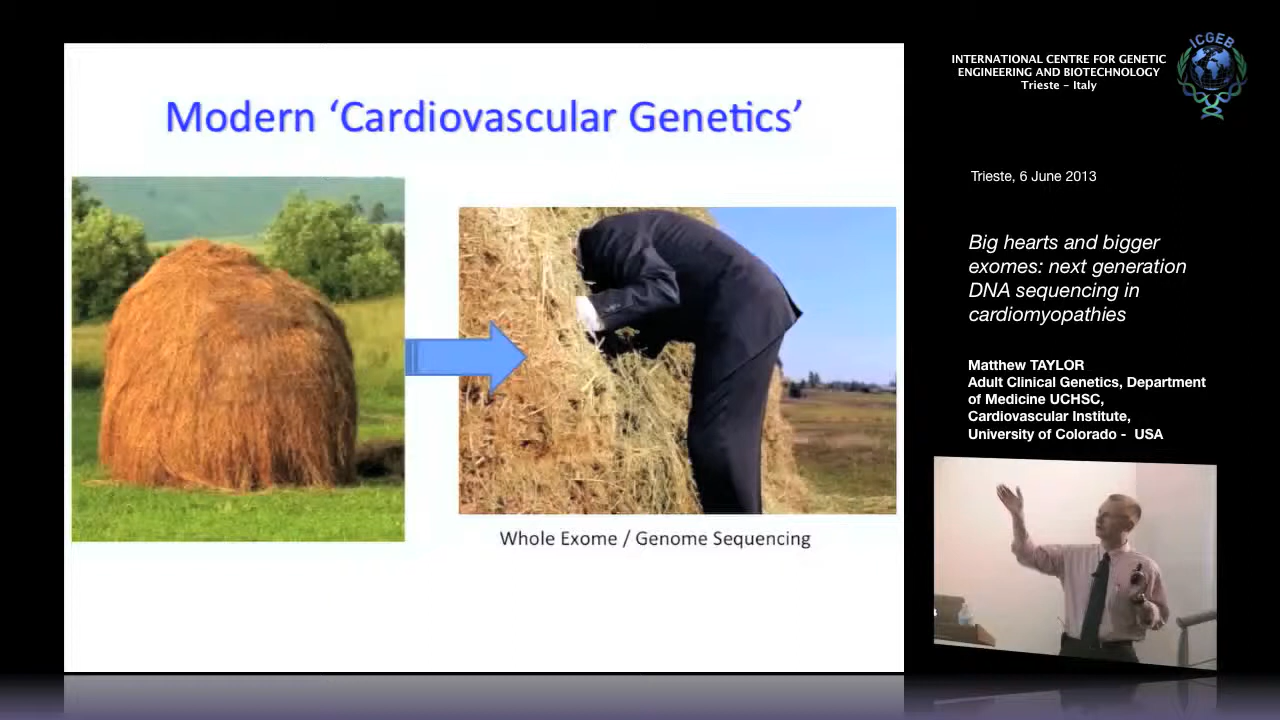 Modern ‘Cardiovascular Genetics’
Whole Exome / Genome Sequencing
INTERNATIONAL CENTRE FOR GENETIC
ENGINEERING AND BIOTECHNOLOGY
Trieste – Italy
ICGEB
Trieste, 6 June 2013
Big hearts and bigger
exomes: next generation
DNA sequencing in
cardiomyopathies
Matthew TAYLOR
Adult Clinical Genetics, Department
of Medicine UCHSC,
Cardiovascular Institute,
University of Colorado - USA